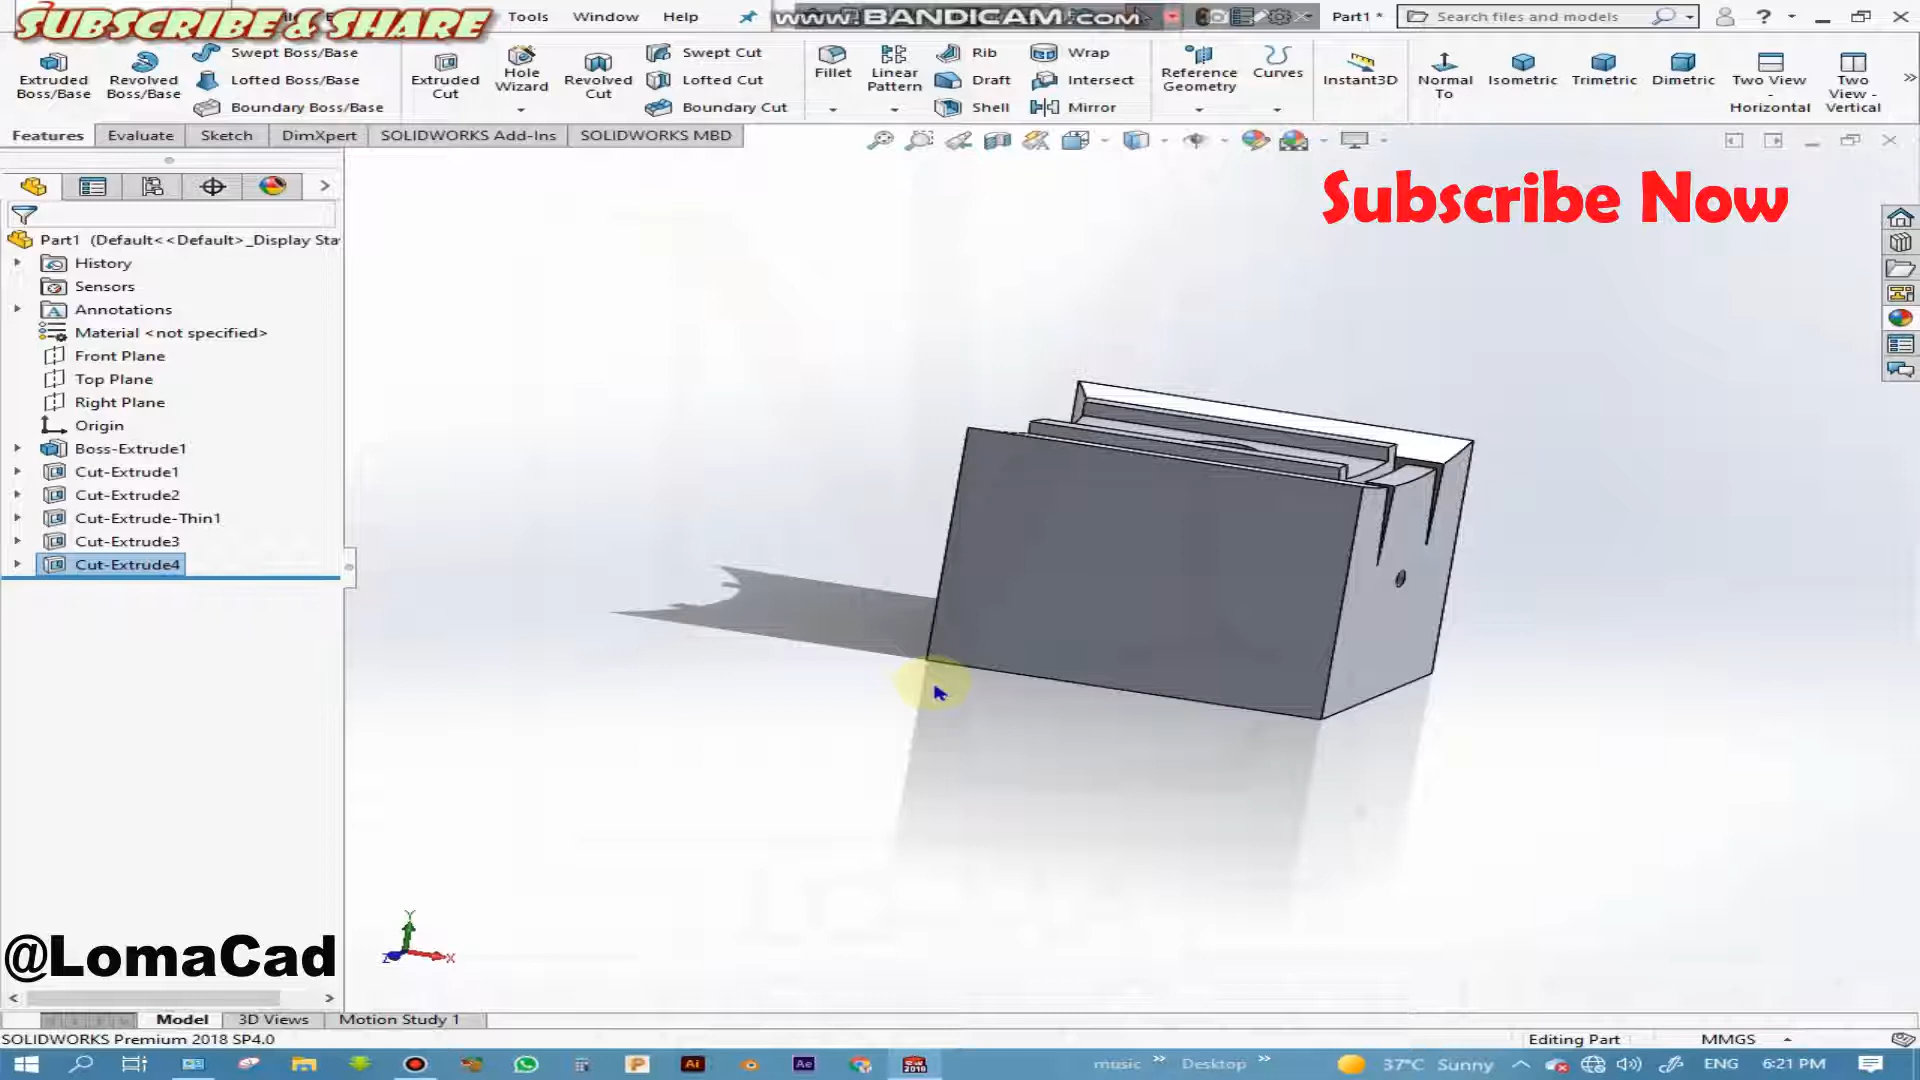 SUBSCRIBE & SHARE
Tools Window Help
www.BANDICAM.com
Part1 *
Search files and models
Extruded Boss/Base
Revolved Boss/Base
Swept Boss/Base
Lofted Boss/Base
Boundary Boss/Base
Extruded Cut
Hole Wizard
Revolved Cut
Swept Cut
Lofted Cut
Boundary Cut
Fillet
Linear Pattern
Rib
Draft
Shell
Wrap
Intersect
Mirror
Reference Geometry
Curves
Instant3D
Normal To
Isometric
Trimetric
Dimetric
Two View - Horizontal
Two View - Vertical
Features Evaluate Sketch DimXpert SOLIDWORKS Add-Ins SOLIDWORKS MBD
Subscribe Now
Part1 (Default<<Default>_Display Sta
History
Sensors
Annotations
Material <not specified>
Front Plane
Top Plane
Right Plane
Origin
Boss-Extrude1
Cut-Extrude1
Cut-Extrude2
Cut-Extrude-Thin1
Cut-Extrude3
Cut-Extrude4
Y
Z X
@LomaCad
Model 3D Views Motion Study 1
SOLIDWORKS Premium 2018 SP4.0
Editing Part MMGS
music Desktop 37°C Sunny ENG 6:21 PM